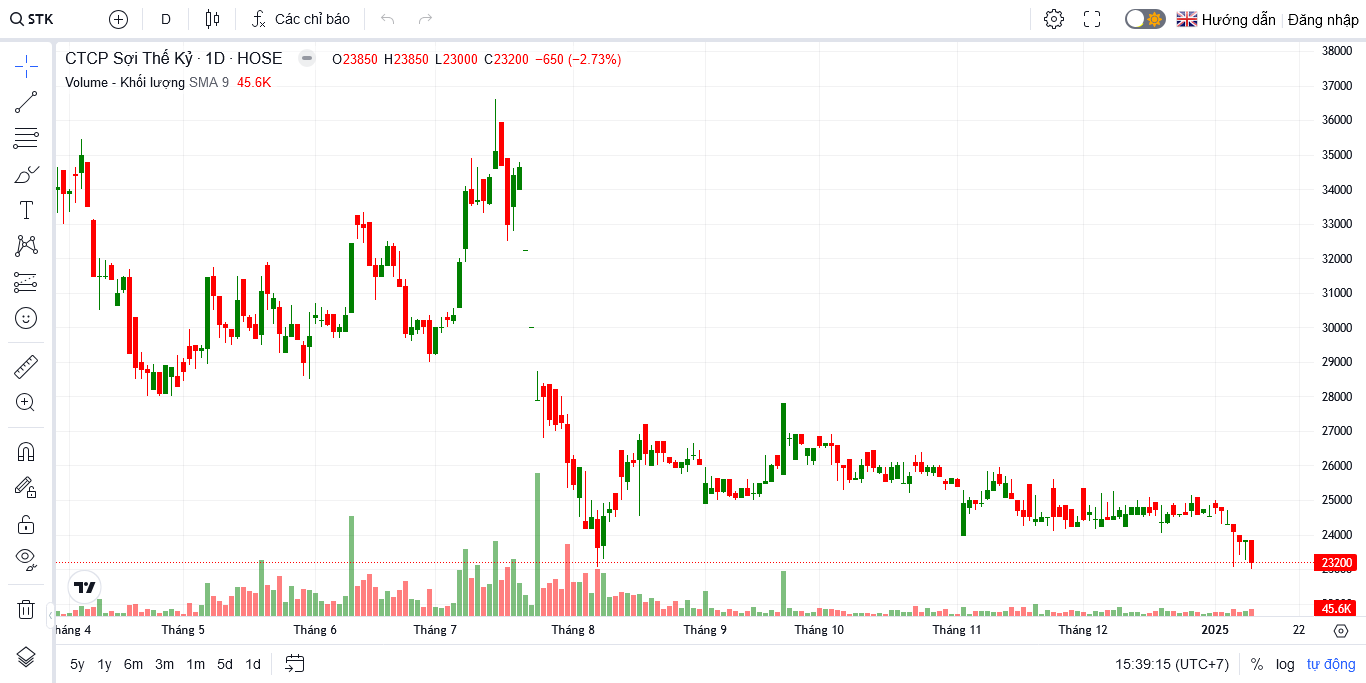 STK D Các chỉ báo Hướng dẫn Đăng nhập
CTCP Sợi Thế Kỷ · 1D · HOSE O23850 H23850 L23000 C23200 −650 (−2.73%)
Volume - Khối lượng SMA 9 45.6K
38000
37000
36000
35000
34000
33000
32000
31000
30000
29000
28000
27000
26000
25000
24000
23200
45.6K
háng 4 Tháng 5 Tháng 6 Tháng 7 Tháng 8 Tháng 9 Tháng 10 Tháng 11 Tháng 12 2025 22
5y 1y 6m 3m 1m 5d 1d 15:39:15 (UTC+7) % log tự động